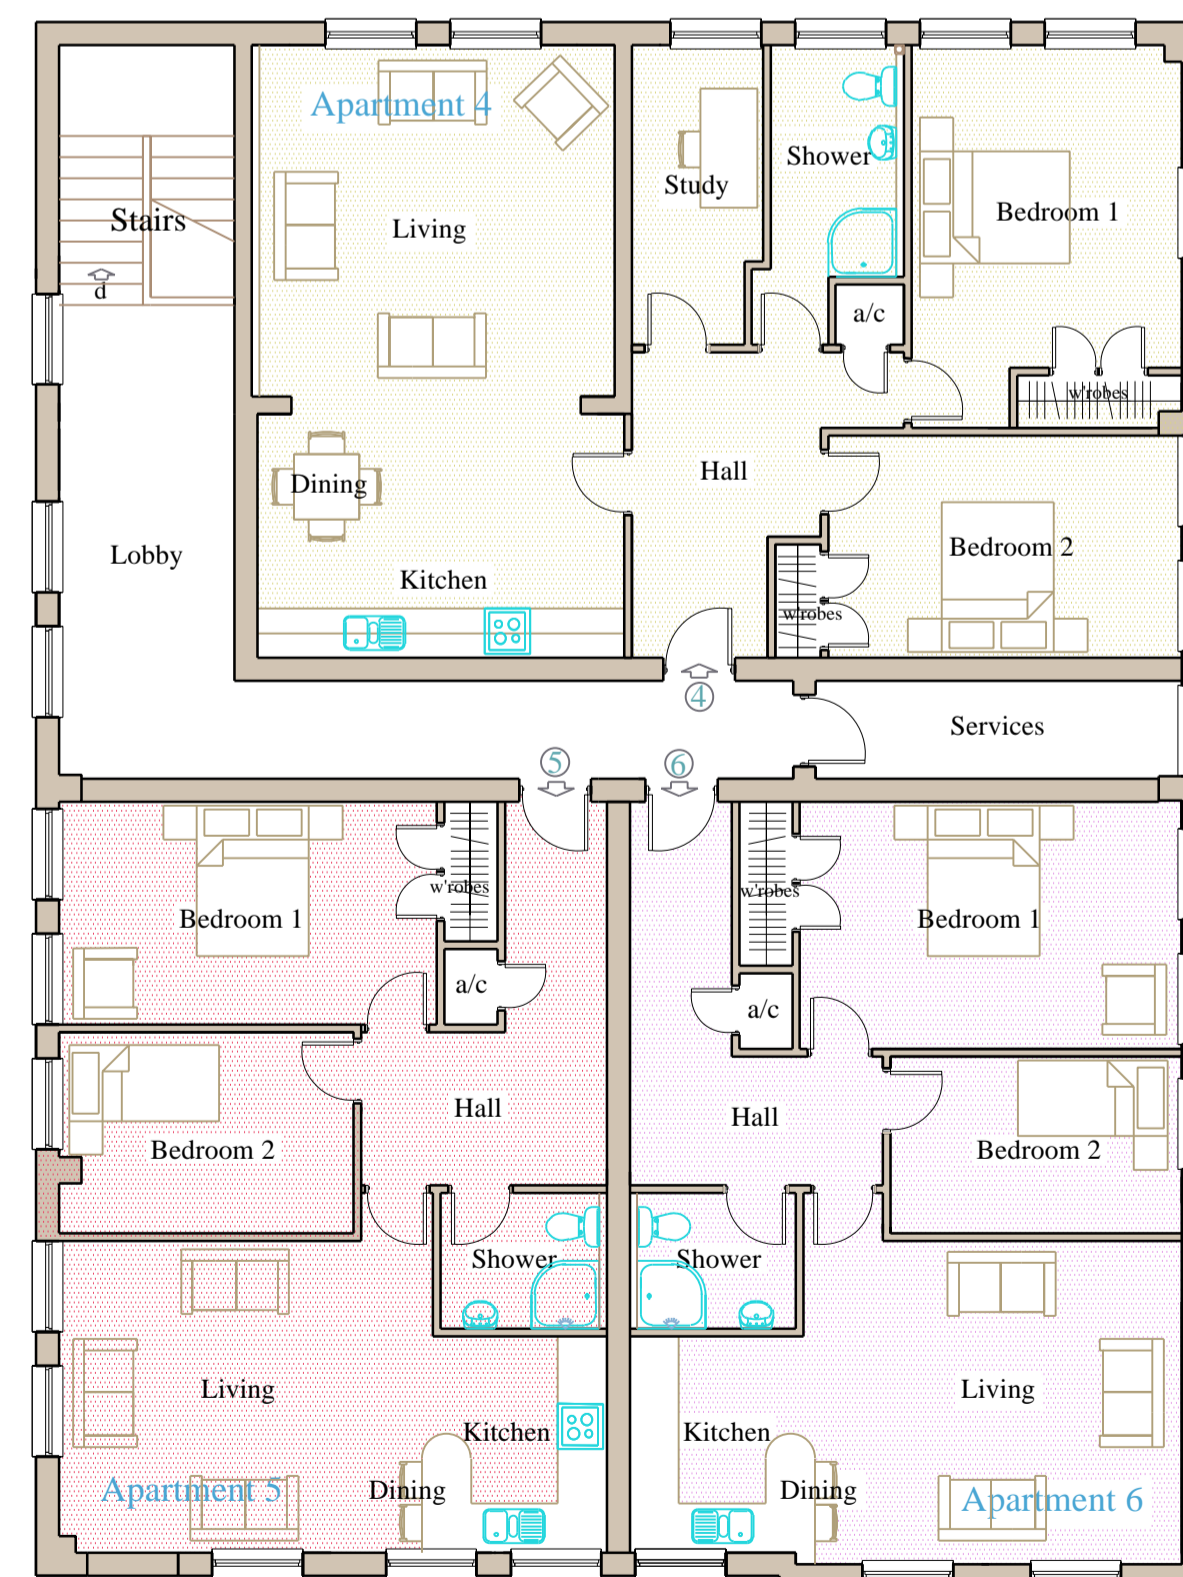 Apartment 4
Living
Study
Shower
Bedroom 1
Stairs
d
a/c
w'robes
Dining
Hall
Bedroom 2
Lobby
Kitchen
w'robes
4
Services
5
6
w'robes
Bedroom 1
a/c
Hall
Bedroom 2
Shower
Living
Kitchen
Dining
Apartment 5
w'robes
Bedroom 1
a/c
Hall
Bedroom 2
Shower
Living
Kitchen
Dining
Apartment 6